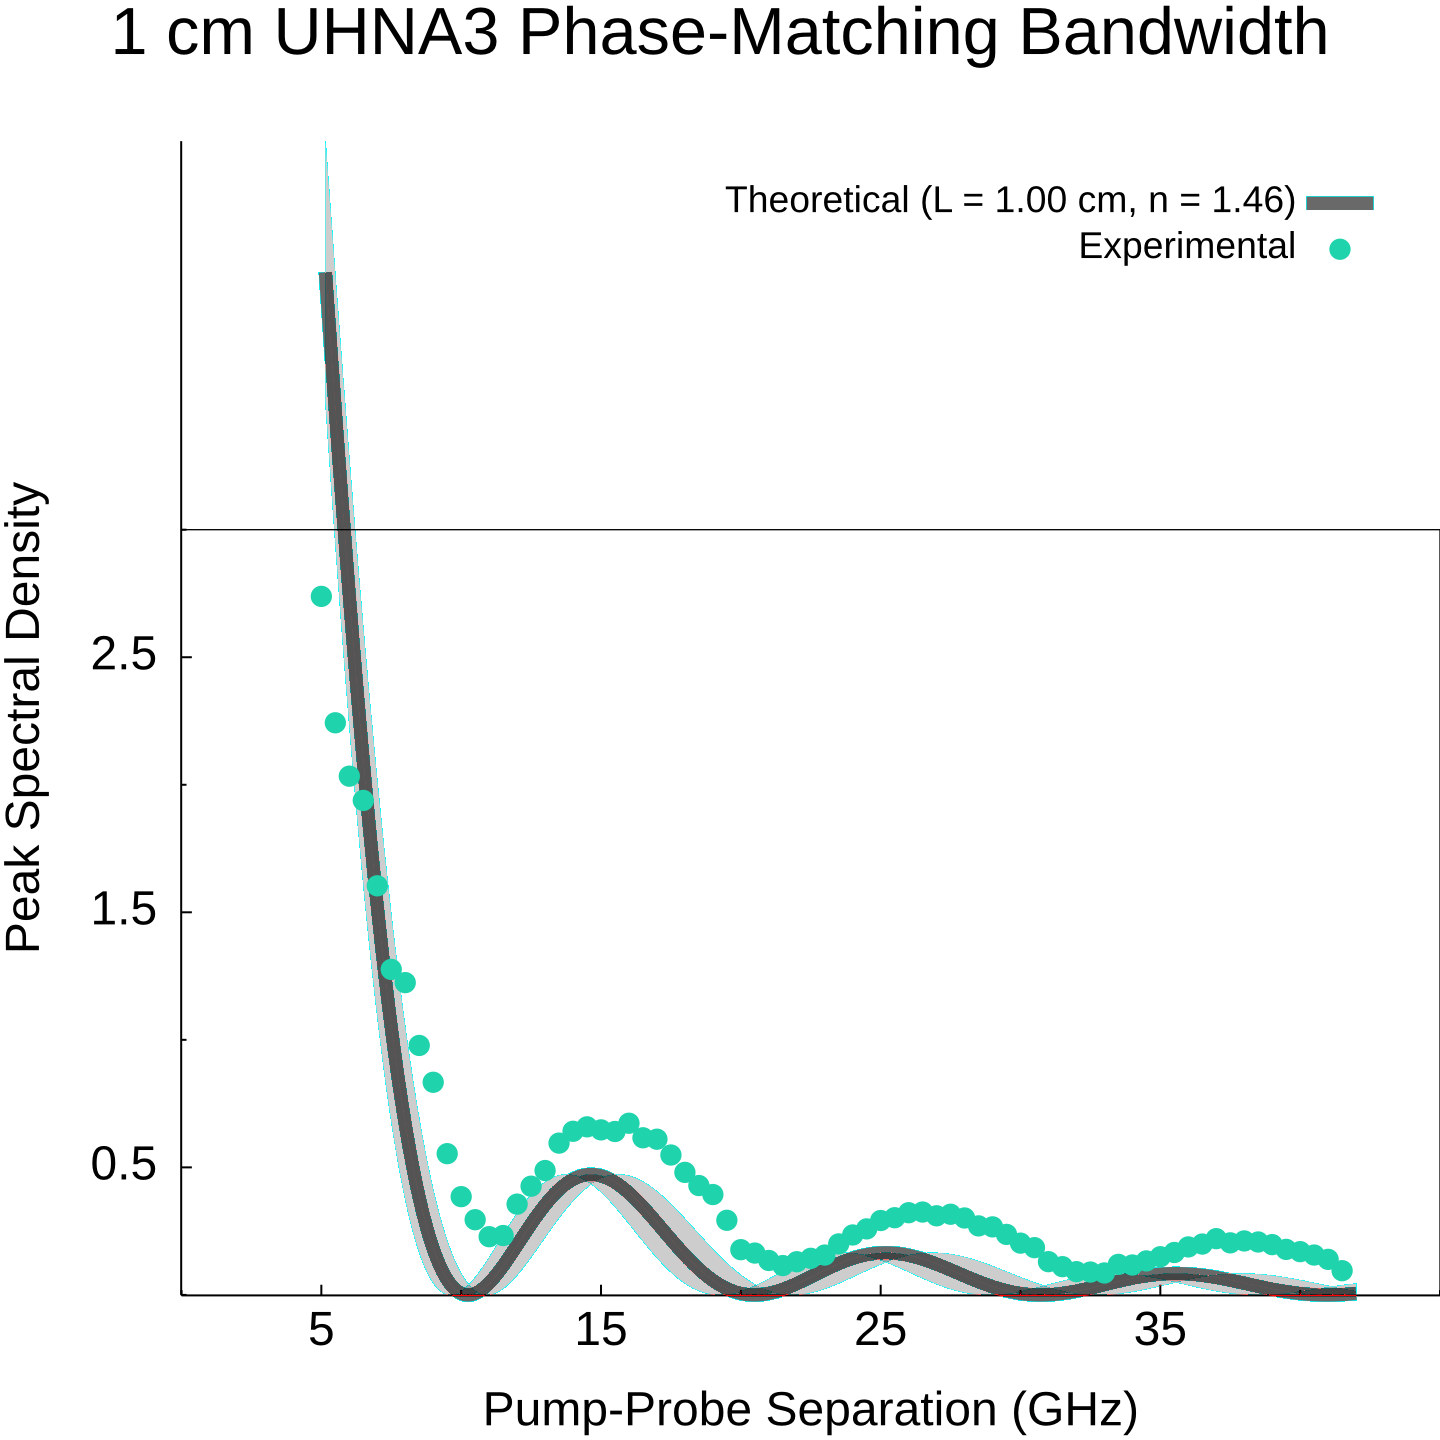 1 cm UHNA3 Phase-Matching Bandwidth
Theoretical (L = 1.00 cm, n = 1.46)
Experimental
Peak Spectral Density
2.5
1.5
0.5
5 15 25 35
Pump-Probe Separation (GHz)